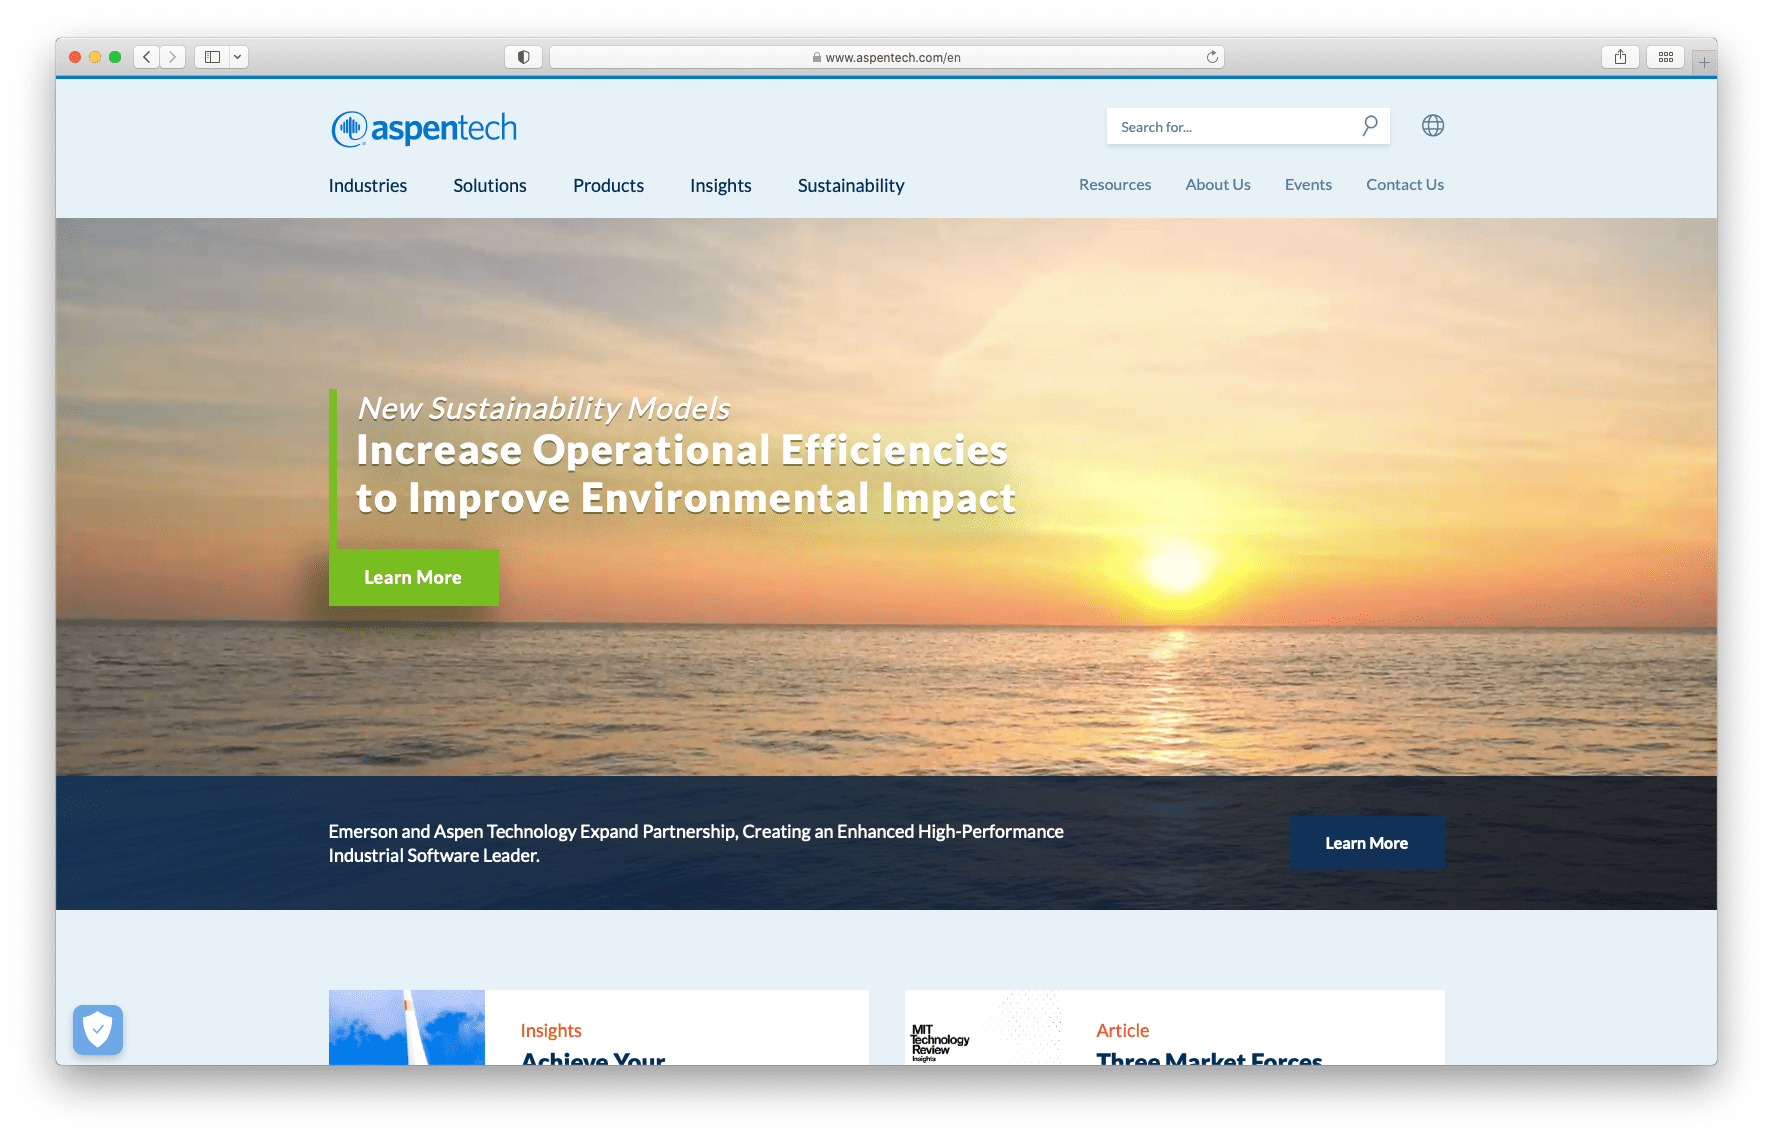 www.aspentech.com/en
aspentech
Search for...
Industries Solutions Products Insights Sustainability
Resources About Us Events Contact Us
New Sustainability Models
Increase Operational Efficiencies
to Improve Environmental Impact
Learn More
Emerson and Aspen Technology Expand Partnership, Creating an Enhanced High-Performance
Industrial Software Leader.
Learn More
Insights
Achieve Your
MIT
Technology
Review
Insights
Article
Three Market Forces